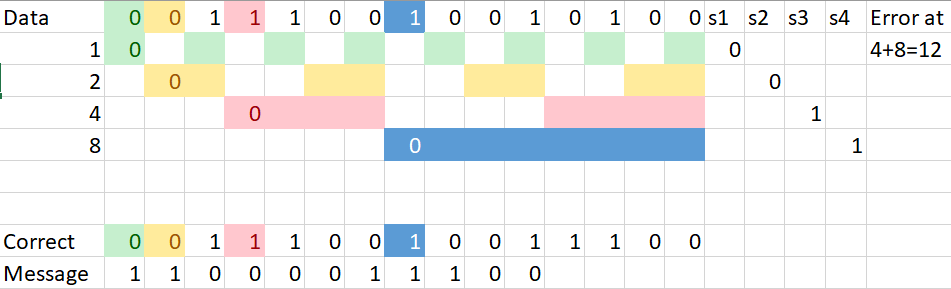 Data 0 0 1 1 1 0 0 1 0 0 1 0 1 0 0 s1 s2 s3 s4 Error at
1 0 0 4+8=12
2 0 0
4 0 1
8 0 1
Correct 0 0 1 1 1 0 0 1 0 0 1 1 1 0 0
Message 1 1 0 0 0 0 1 1 1 0 0